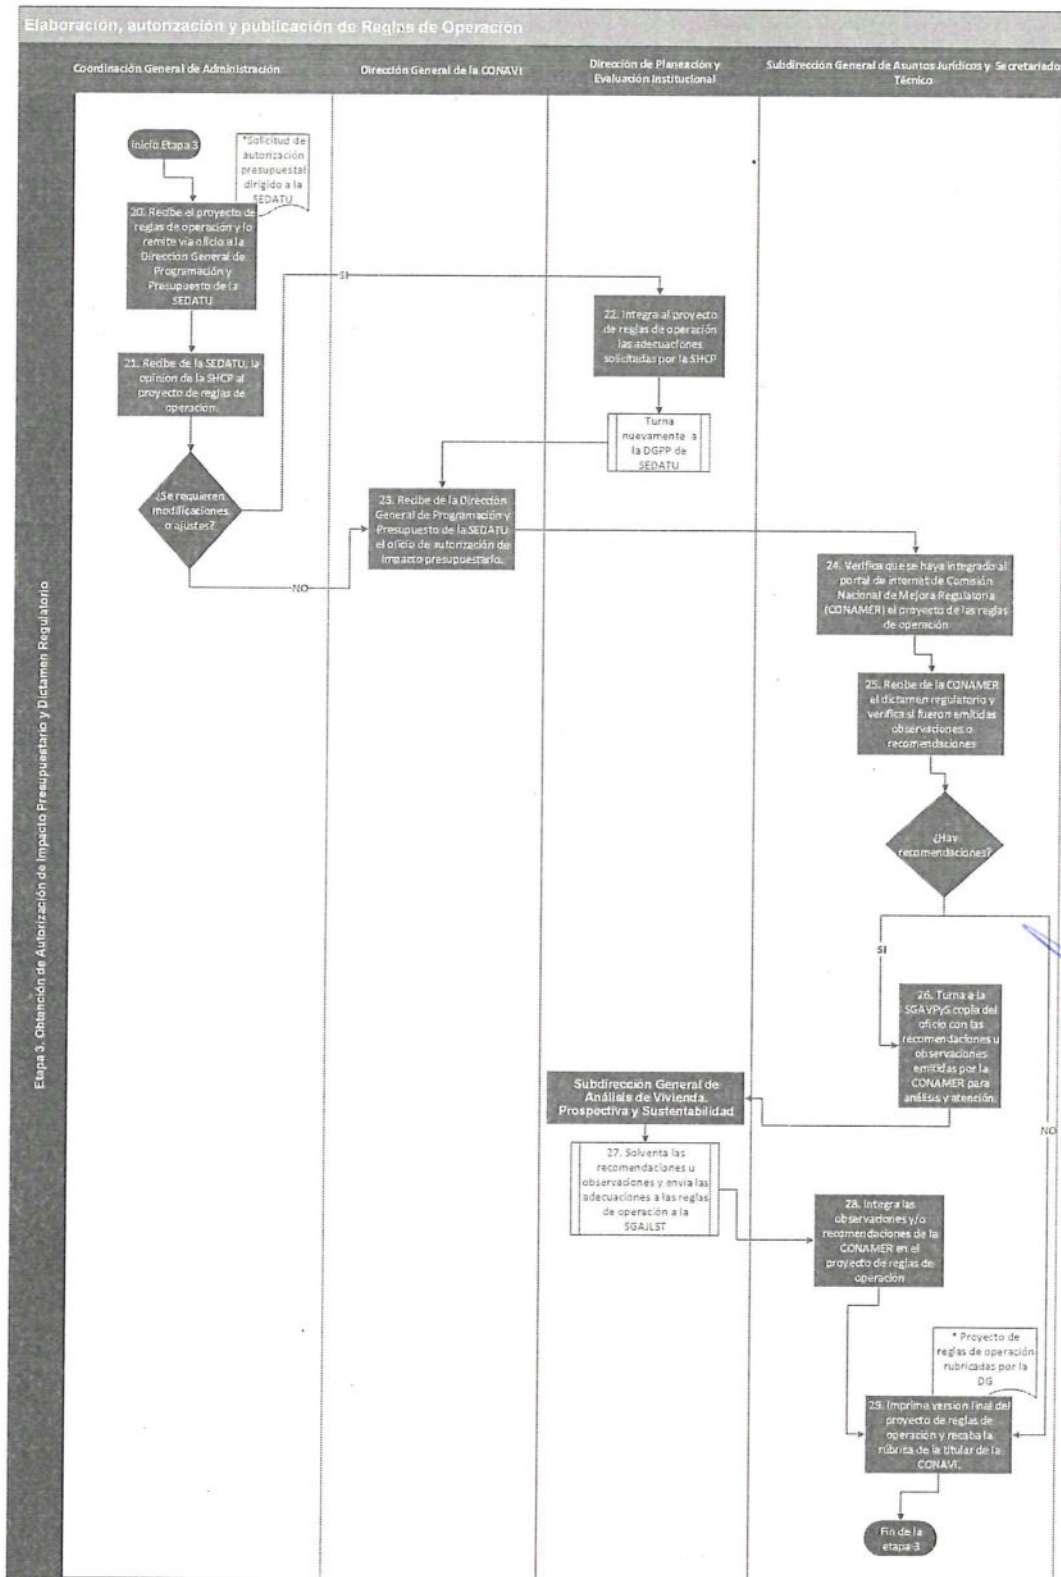 Elaboración, autorización y publicación de Reglas de Operación
Coordinación General de Administración
Dirección General de la CONAVI
Dirección de Planeación y
Evaluación Institucional
Subdirección General de Asuntos Jurídicos y Secretariado
Técnico
Etapa 3. Obtención de Autorización de Impacto Presupuestario y Dictamen Regulatorio
Inicio Etapa 3
*Solicitud de
autorización
presupuestal
dirigido a la
SEDATU
20. Recibe el proyecto de
reglas de operación y lo
remite vía oficio a la
Dirección General de
Programación y
Presupuesto de la
SEDATU
21. Recibe de la SEDATU, la
opinion de la SHCP al
proyecto de reglas de
operación.
¿Se requieren
modificaciones
o ajustes?
SI
NO
22. Integra al proyecto
de reglas de operación
las adecuaciones
solicitadas por la SHCP
Turna
nuevamente a
la DGPP de
SEDATU
23. Recibe de la Dirección
General de Programación y
Presupuesto de la SEDATU
el oficio de autorización de
impacto presupuestario.
24. Verifica que se haya integrado al
portal de internet de Comisión
Nacional de Mejora Regulatoria
(CONAMER) el proyecto de las reglas
de operación
25. Recibe de la CONAMER
el dictamen regulatorio y
verifica si fueron emitidas
observaciones o
recomendaciones
¿Hay
recomendaciones?
SI
NO
26. Turna a la
SGAVPyS copia del
oficio con las
recomendaciones u
observaciones
emitidas por la
CONAMER para
análisis y atención.
Subdirección General de
Análisis de Vivienda,
Prospectiva y Sustentabilidad
27. Solventa las
recomendaciones u
observaciones y envía las
adecuaciones a las reglas
de operación a la
SGAJLST
28. Integra las
observaciones y/o
recomendaciones de la
CONAMER en el
proyecto de reglas de
operación
* Proyecto de
reglas de operación
rubricadas por la
DG
29. Imprime version final del
proyecto de reglas de
operación y recaba la
rúbrica de la titular de la
CONAVI.
Fin de la
etapa 3